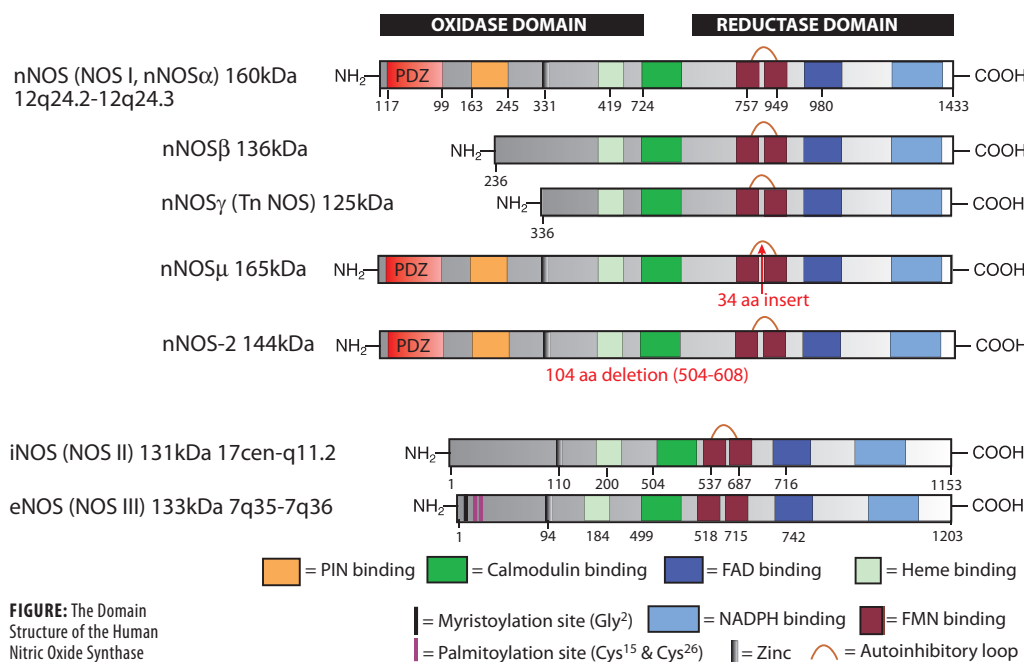 OXIDASE DOMAIN REDUCTASE DOMAIN
nNOS (NOS I, nNOSα) 160kDa
12q24.2-12q24.3
NH₂ PDZ COOH
1 17 99 163 245 331 419 724 757 949 980 1433
nNOSβ 136kDa NH₂ COOH
236
nNOSγ (Tn NOS) 125kDa NH₂ COOH
336
nNOSμ 165kDa NH₂ PDZ COOH
34 aa insert
nNOS-2 144kDa NH₂ PDZ COOH
104 aa deletion (504-608)
iNOS (NOS II) 131kDa 17cen-q11.2 NH₂ COOH
1 110 200 504 537 687 716 1153
eNOS (NOS III) 133kDa 7q35-7q36 NH₂ COOH
1 94 184 499 518 715 742 1203
= PIN binding = Calmodulin binding = FAD binding = Heme binding
= Myristoylation site (Gly²) = NADPH binding = FMN binding
= Palmitoylation site (Cys¹⁵ & Cys²⁶) = Zinc = Autoinhibitory loop
FIGURE: The Domain
Structure of the Human
Nitric Oxide Synthase